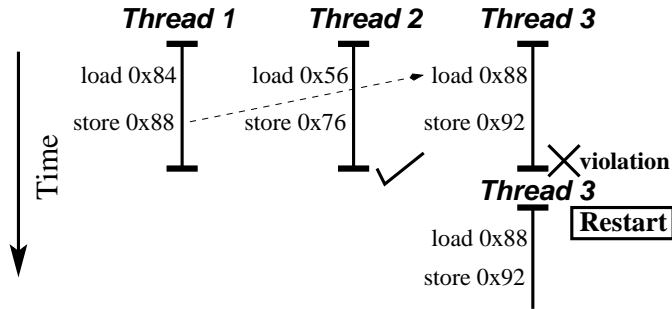 Thread 1 Thread 2 Thread 3
load 0x84 load 0x56 load 0x88
store 0x88 store 0x76 store 0x92
Time
violation
Thread 3
Restart
load 0x88
store 0x92